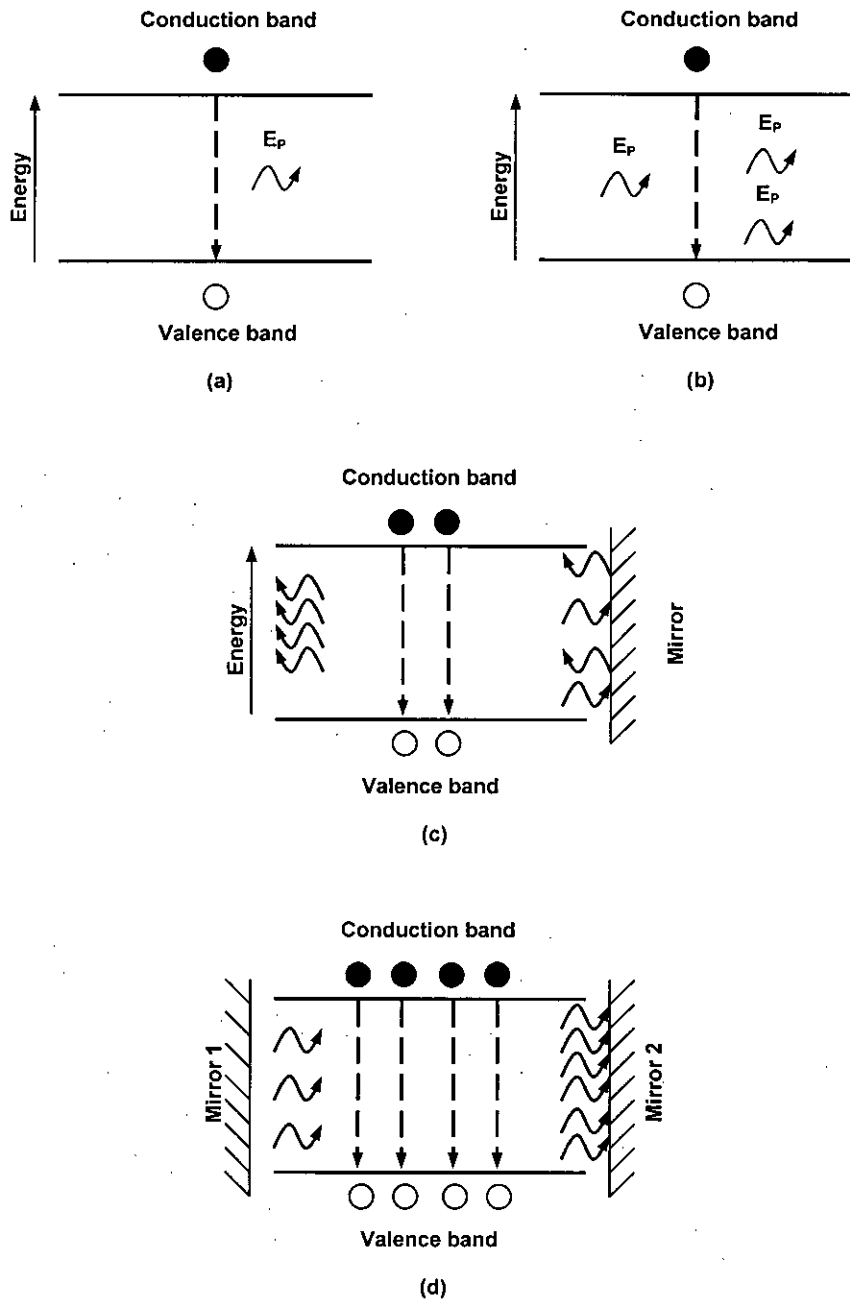 Conduction band
Energy
E_P
Valence band
(a)
Conduction band
Energy
E_P
E_P
E_P
Valence band
(b)
Conduction band
Energy
Mirror
Valence band
(c)
Conduction band
Mirror 1
Mirror 2
Valence band
(d)